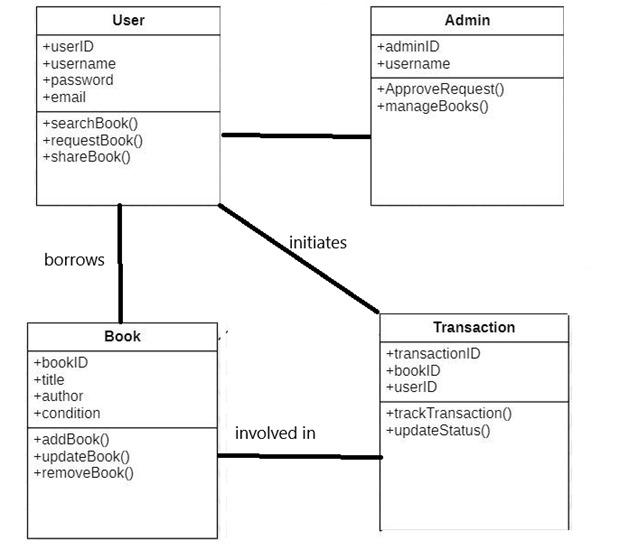 User
+userID
+username
+password
+email
+searchBook()
+requestBook()
+shareBook()
Admin
+adminID
+username
+ApproveRequest()
+manageBooks()
borrows
initiates
Book
+bookID
+title
+author
+condition
+addBook()
+updateBook()
+removeBook()
involved in
Transaction
+transactionID
+bookID
+userID
+trackTransaction()
+updateStatus()